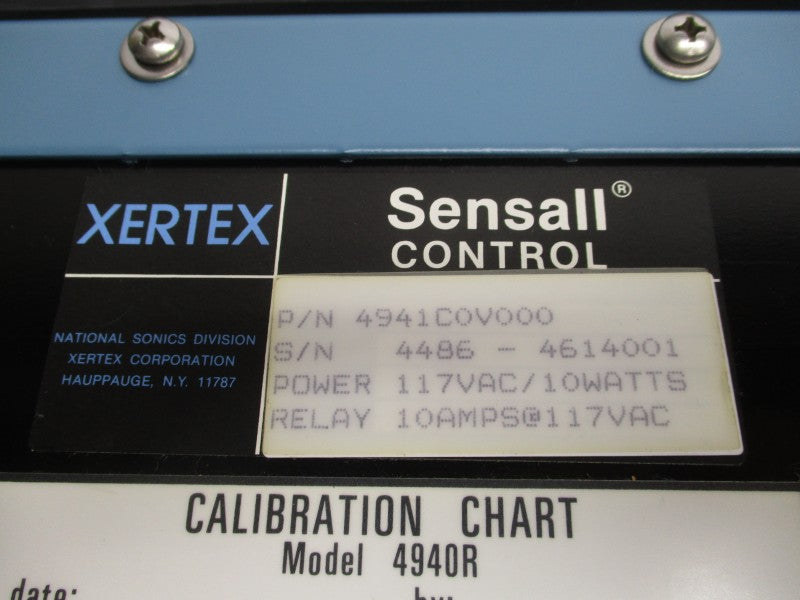 XERTEX
Sensall®
CONTROL
NATIONAL SONICS DIVISION
XERTEX CORPORATION
HAUPPAUGE, N.Y. 11787
P/N 4941C0V000
S/N 4486 - 4614001
POWER 117VAC/10WATTS
RELAY 10AMPS@117VAC
CALIBRATION CHART
Model 4940R
date: by: